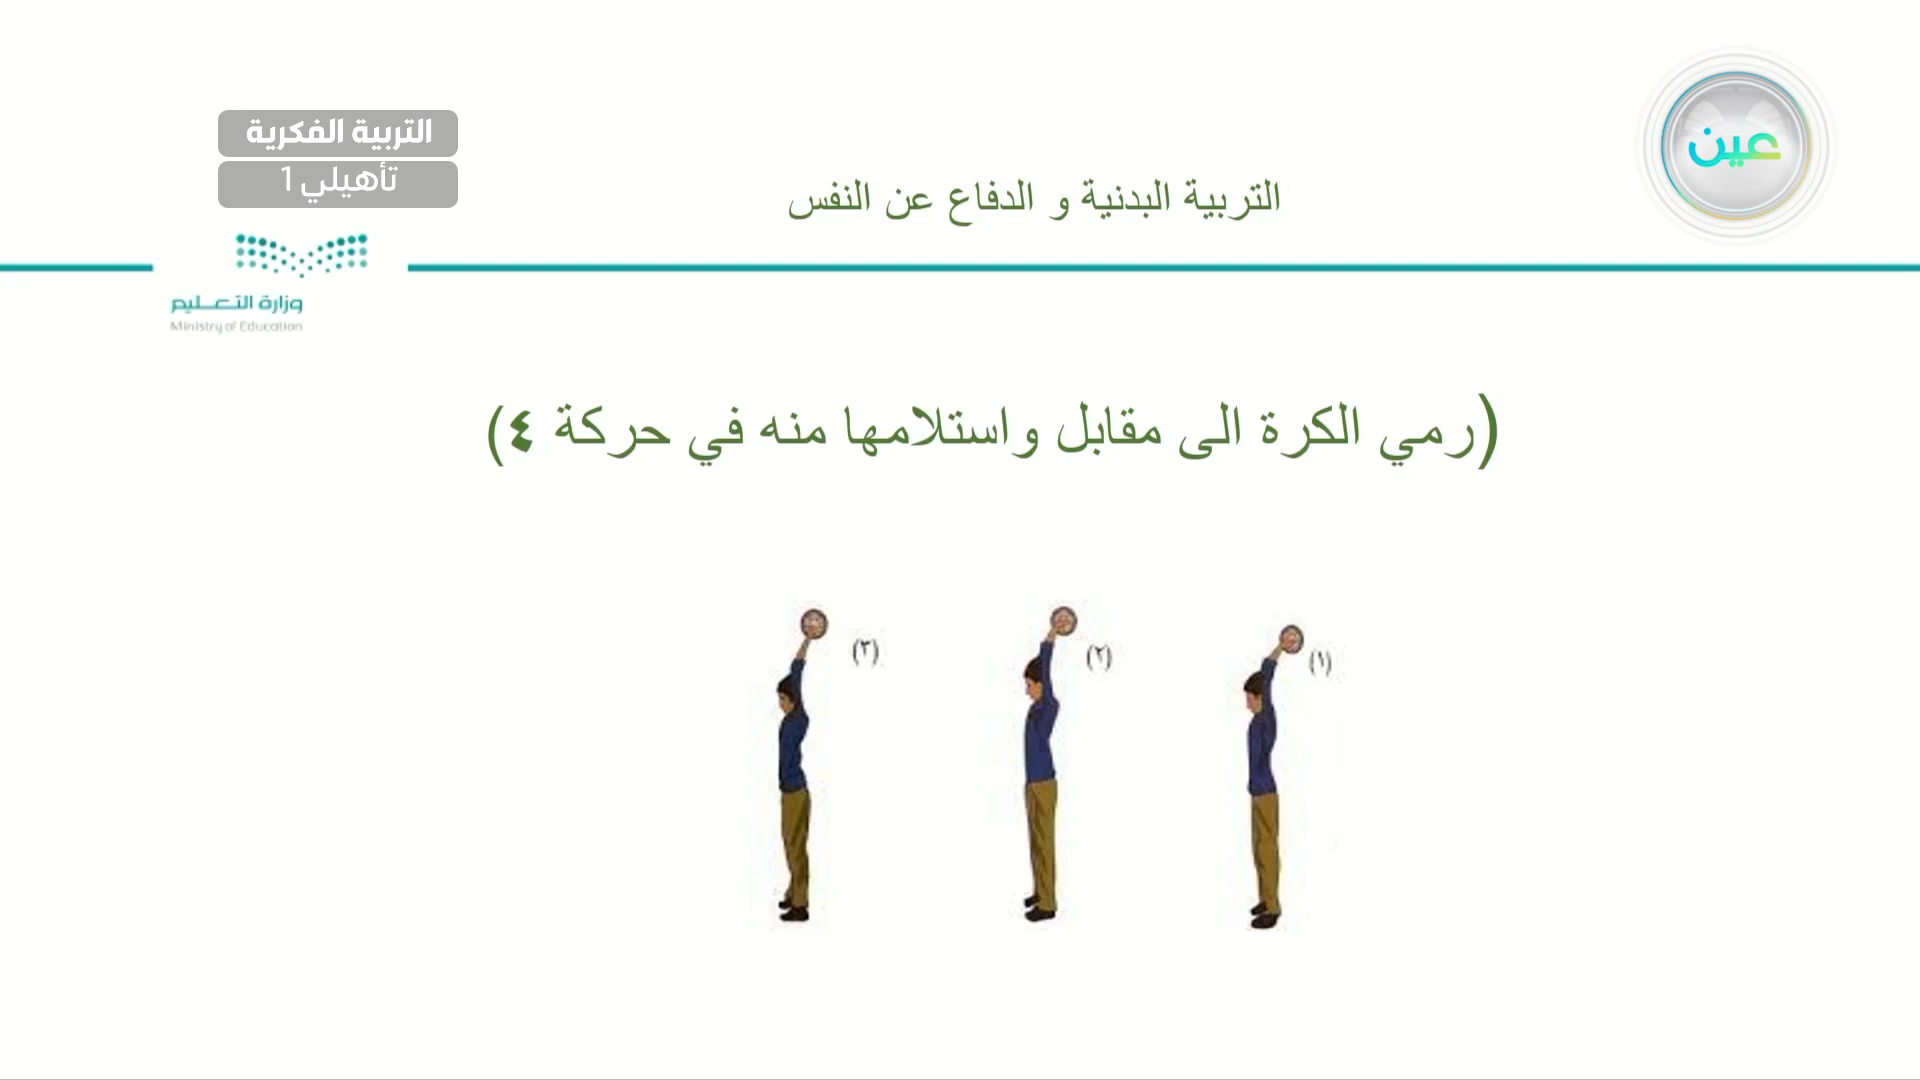 عين
التربية الفكرية
تأهيلي 1
التربية البدنية و الدفاع عن النفس
وزارة التعليم
Ministry of Education
(رمي الكرة الى مقابل واستلامها منه في حركة ٤)
(١)
(٢)
(٣)